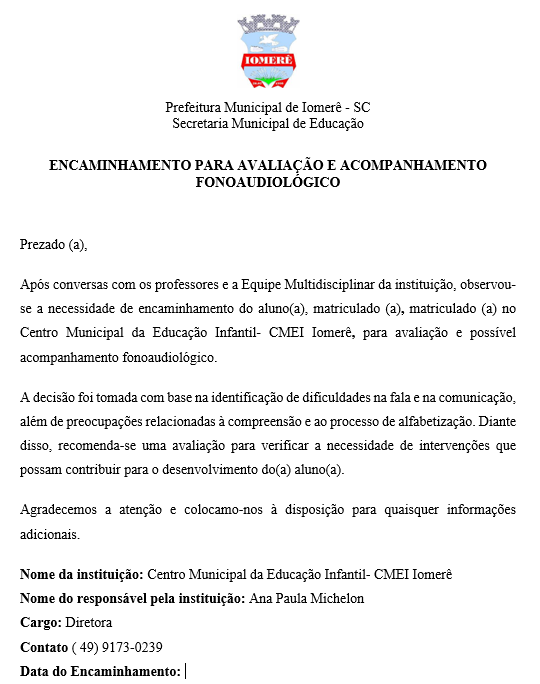 IOMERÊ
Prefeitura Municipal de Iomerê - SC
Secretaria Municipal de Educação
ENCAMINHAMENTO PARA AVALIAÇÃO E ACOMPANHAMENTO
FONOAUDIOLÓGICO
Prezado (a),
Após conversas com os professores e a Equipe Multidisciplinar da instituição, observou-
se a necessidade de encaminhamento do aluno(a), matriculado (a), matriculado (a) no
Centro Municipal da Educação Infantil- CMEI Iomerê, para avaliação e possível
acompanhamento fonoaudiológico.
A decisão foi tomada com base na identificação de dificuldades na fala e na comunicação,
além de preocupações relacionadas à compreensão e ao processo de alfabetização. Diante
disso, recomenda-se uma avaliação para verificar a necessidade de intervenções que
possam contribuir para o desenvolvimento do(a) aluno(a).
Agradecemos a atenção e colocamo-nos à disposição para quaisquer informações
adicionais.
Nome da instituição: Centro Municipal da Educação Infantil- CMEI Iomerê
Nome do responsável pela instituição: Ana Paula Michelon
Cargo: Diretora
Contato ( 49) 9173-0239
Data do Encaminhamento: